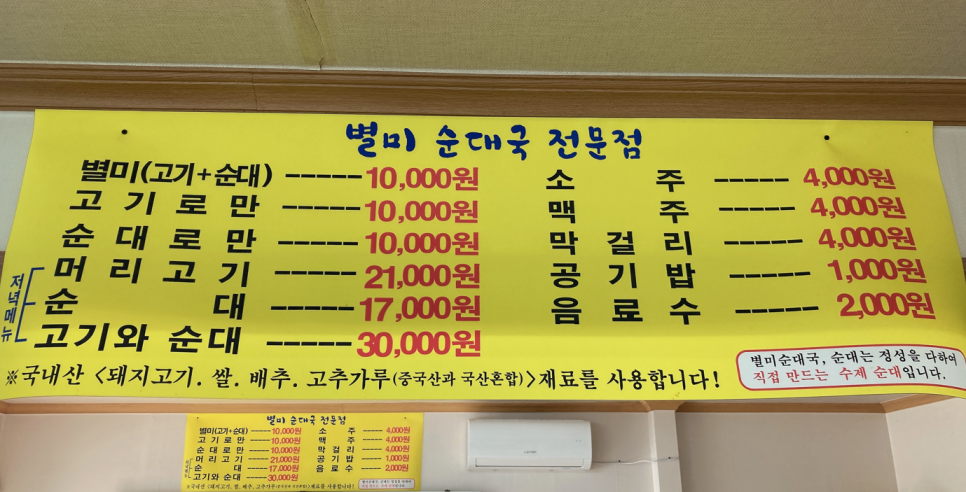 별미 순대국 전문점
별미(고기+순대) ----- 10,000원
고기로만 ----- 10,000원
순대로만 ----- 10,000원
저녁메뉴
머리고기 ----- 21,000원
순대 ----- 17,000원
고기와 순대 ----- 30,000원
소주 ----- 4,000원
맥주 ----- 4,000원
막걸리 ----- 4,000원
공기밥 ----- 1,000원
음료수 ----- 2,000원
※국내산 <돼지고기. 쌀. 배추. 고추가루(중국산과 국산혼합)>재료를 사용합니다!
별미순대국, 순대는 정성을 다하여
직접 만드는 수제 순대입니다.
별미 순대국 전문점
별미(고기+순대) ----- 10,000원
고기로만 ----- 10,000원
순대로만 ----- 10,000원
머리고기 ----- 21,000원
순대 ----- 17,000원
고기와 순대 ----- 30,000원
소주 ----- 4,000원
맥주 ----- 4,000원
막걸리 ----- 4,000원
공기밥 ----- 1,000원
음료수 ----- 2,000원